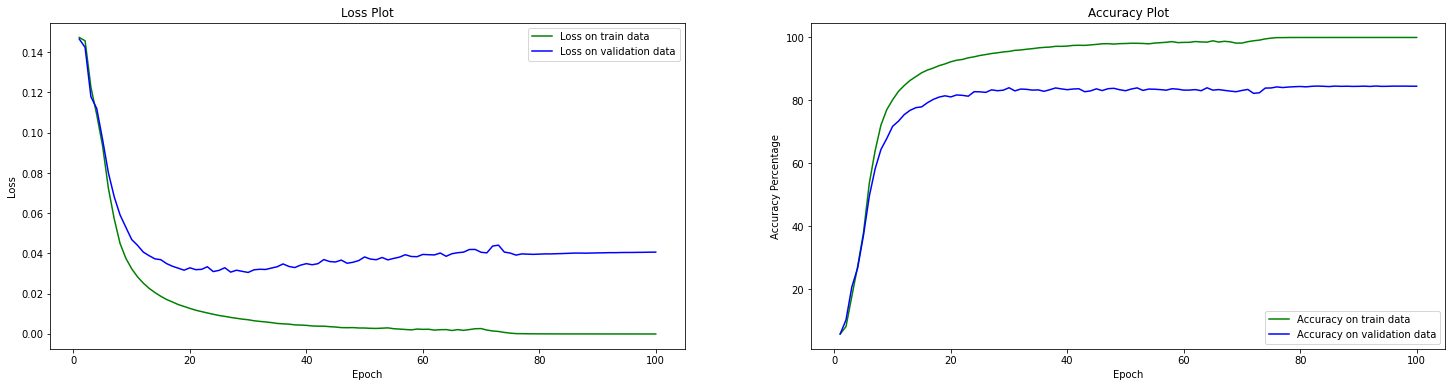 Loss Plot
Loss on train data
Loss on validation data
0.14
0.12
0.10
0.08
0.06
0.04
0.02
0.00
Loss
0 20 40 60 80 100
Epoch
Accuracy Plot
100
80
60
40
20
Accuracy Percentage
Accuracy on train data
Accuracy on validation data
0 20 40 60 80 100
Epoch